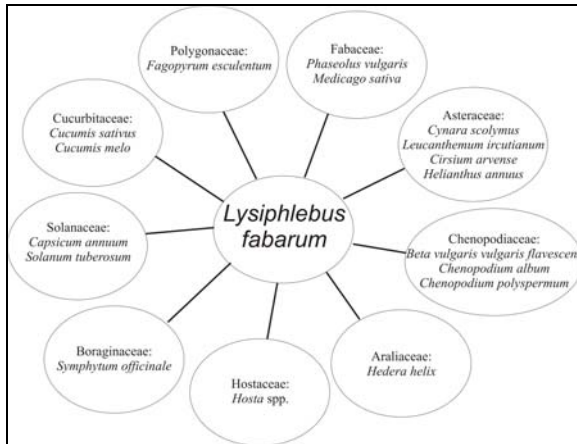 Polygonaceae:
Fagopyrum esculentum
Fabaceae:
Phaseolus vulgaris
Medicago sativa
Cucurbitaceae:
Cucumis sativus
Cucumis melo
Asteraceae:
Cynara scolymus
Leucanthemum ircutianum
Cirsium arvense
Helianthus annuus
Lysiphlebus
fabarum
Solanaceae:
Capsicum annuum
Solanum tuberosum
Chenopodiaceae:
Beta vulgaris vulgaris flavescens
Chenopodium album
Chenopodium polyspermum
Boraginaceae:
Symphytum officinale
Hostaceae:
Hosta spp.
Araliaceae:
Hedera helix